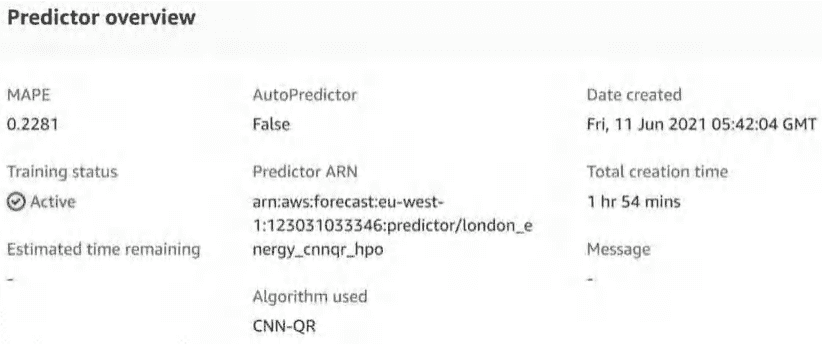 Predictor overview
MAPE
0.2281
AutoPredictor
False
Date created
Fri, 11 Jun 2021 05:42:04 GMT
Training status
Active
Predictor ARN
arn:aws:forecast:eu-west-
1:123031033346:predictor/london_e
nergy_cnnqr_hpo
Total creation time
1 hr 54 mins
Estimated time remaining
-
Message
-
Algorithm used
CNN-QR